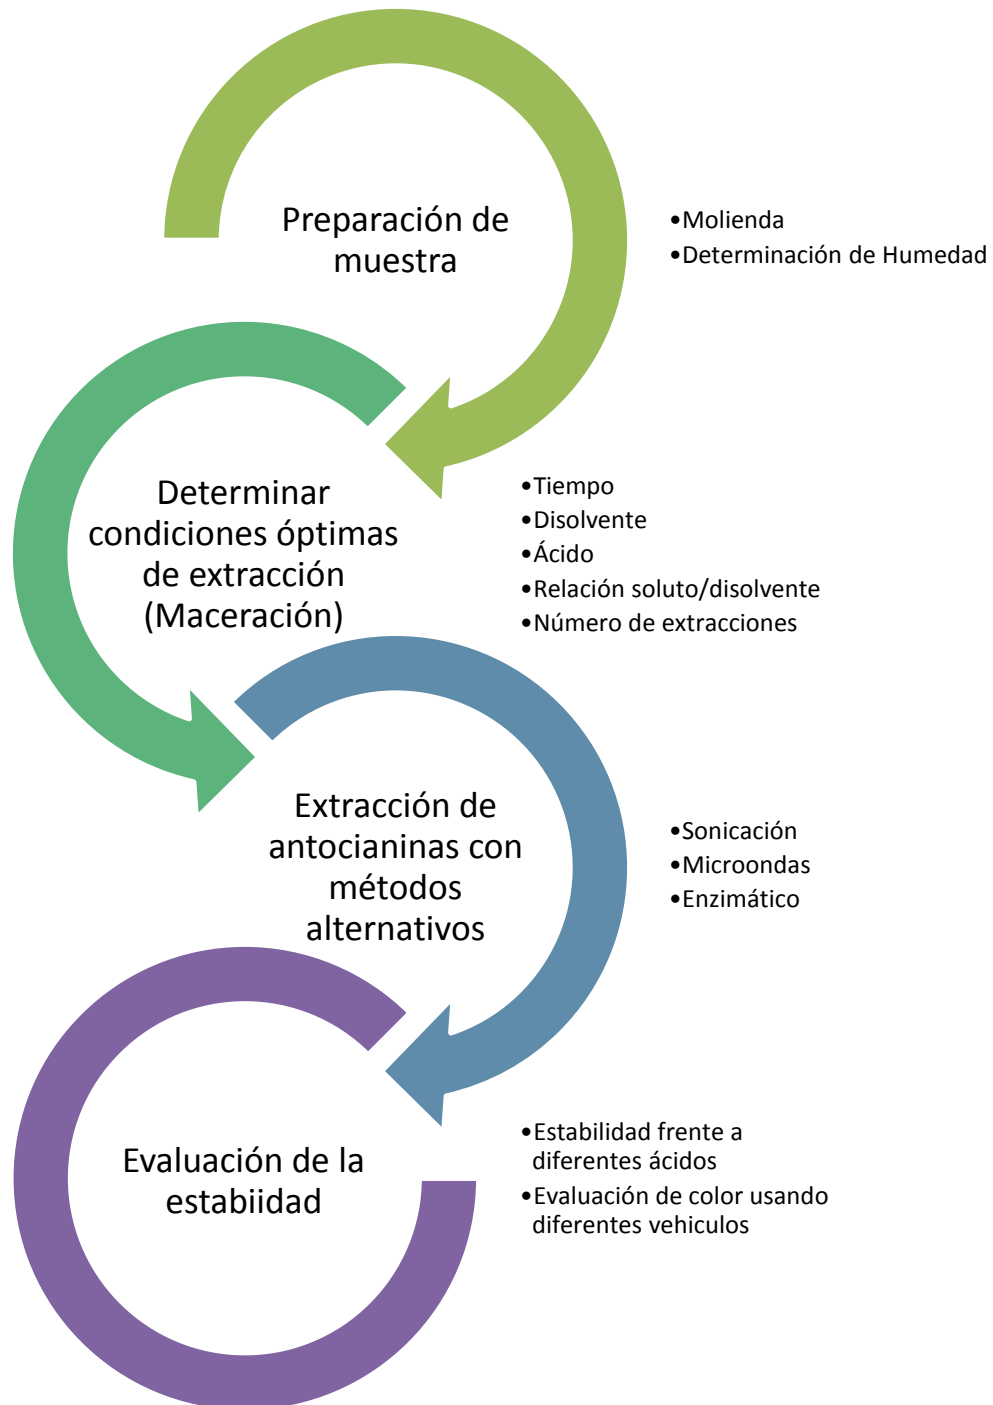 Preparación de
muestra
•Molienda
•Determinación de Humedad
Determinar
condiciones óptimas
de extracción
(Maceración)
•Tiempo
•Disolvente
•Ácido
•Relación soluto/disolvente
•Número de extracciones
Extracción de
antocianinas con
métodos
alternativos
•Sonicación
•Microondas
•Enzimático
Evaluación de la
estabiidad
•Estabilidad frente a
diferentes ácidos
•Evaluación de color usando
diferentes vehiculos